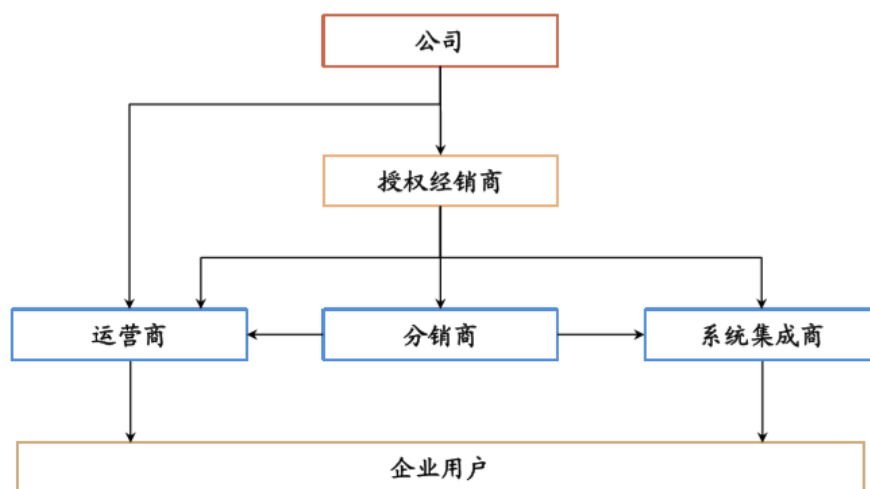 公司
授权经销商
运营商
分销商
系统集成商
企业用户